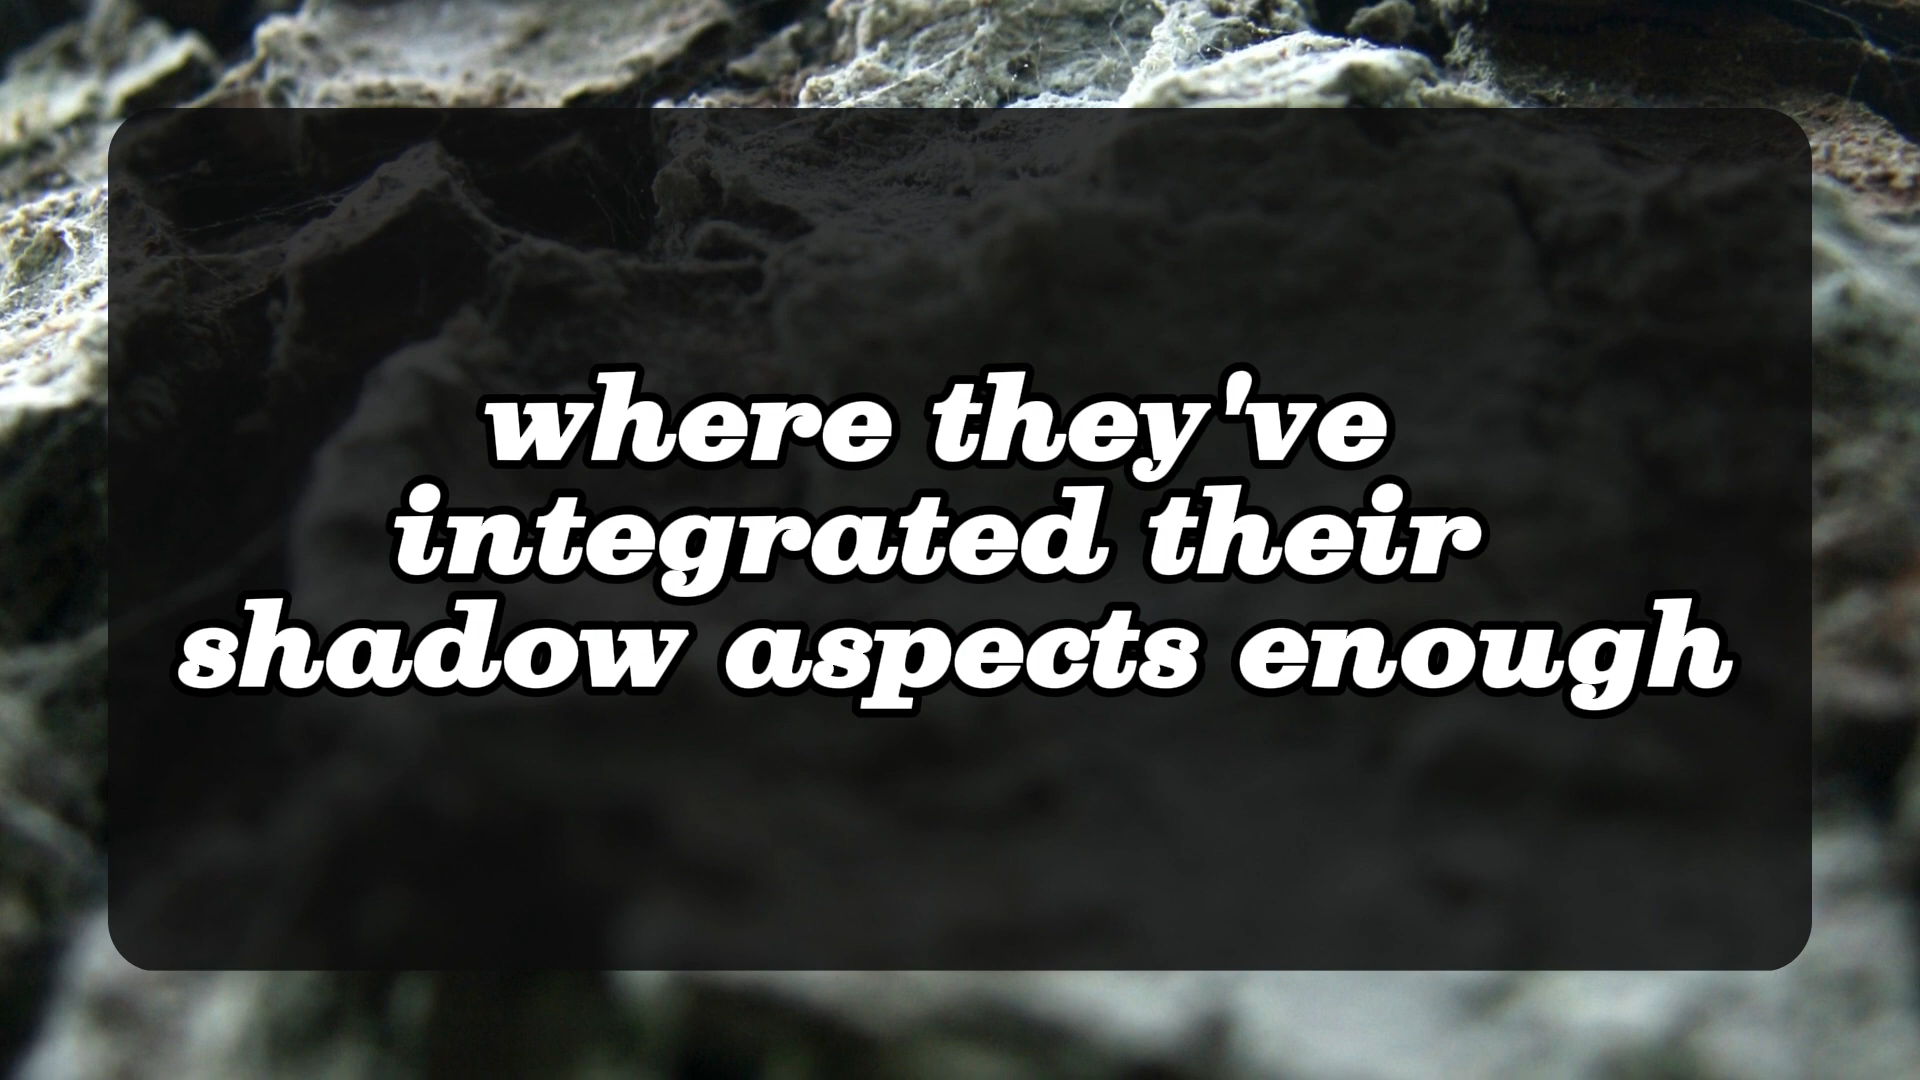 where they've
integrated their
shadow aspects enough